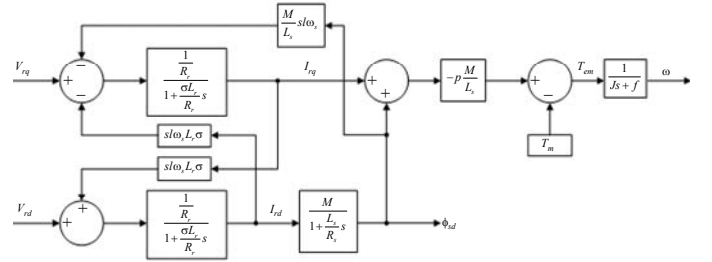 M/L_s slω_s
V_rq
+
−
−
1/R_r / 1+σL_r/R_r s
I_rq
+
+
−p M/L_s
+
−
T_em
1/Js+f
ω
T_m
slω_s L_r σ
slω_s L_r σ
V_rd
+
+
1/R_r / 1+σL_r/R_r s
I_rd
M / 1+L_s/R_s s
ϕ_sd